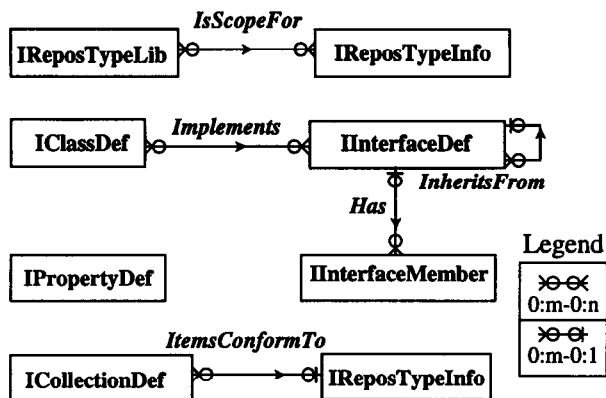 IsScopeFor
IReposTypeLib
IReposTypeInfo
Implements
IClassDef
IInterfaceDef
InheritsFrom
Has
IPropertyDef
IInterfaceMember
Legend
0:m-0:n
0:m-0:1
ItemsConformTo
ICollectionDef
IReposTypeInfo